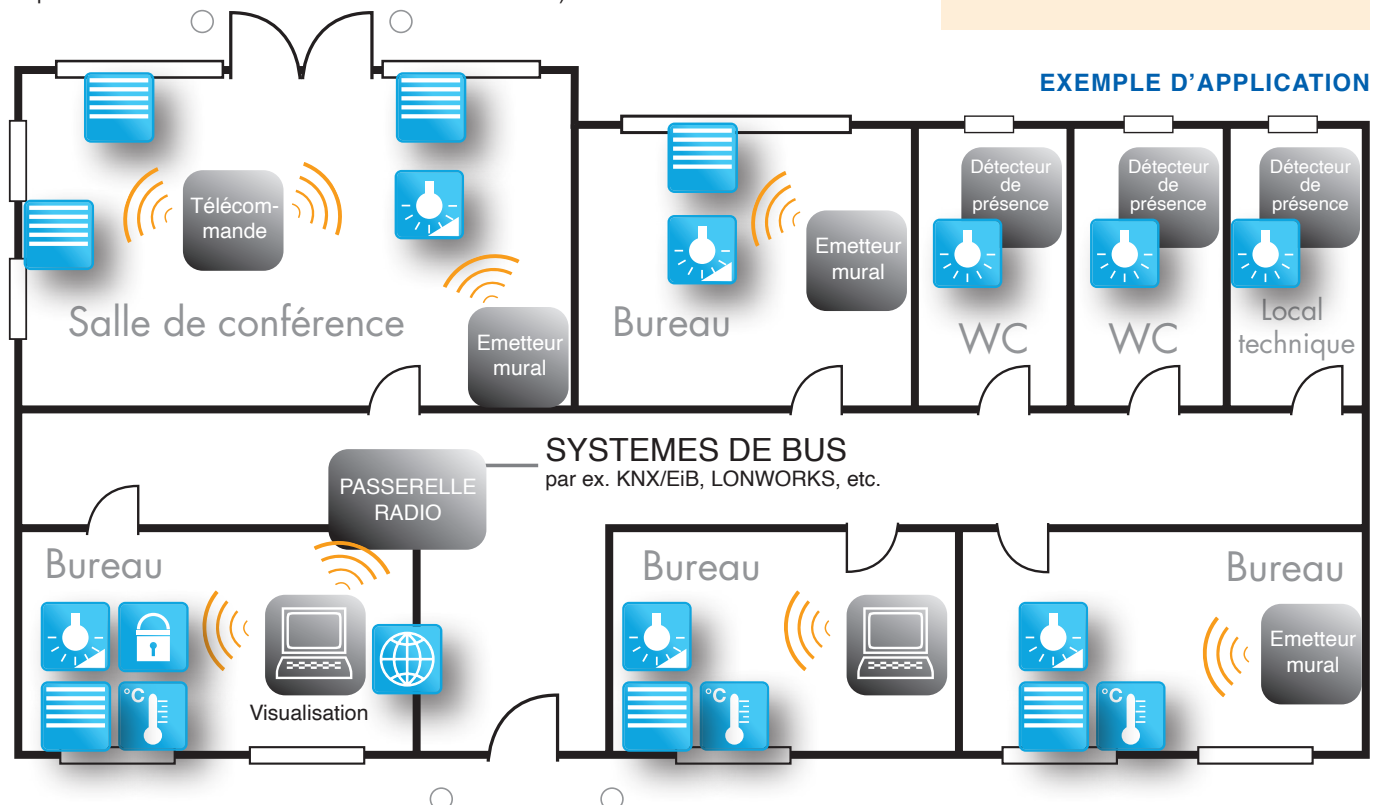 EXEMPLE D'APPLICATION
Télécom-
mande
Salle de conférence
Emetteur
mural
Bureau
Emetteur
mural
Détecteur
de
présence
WC
Détecteur
de
présence
WC
Détecteur
de
présence
Local
technique
SYSTEMES DE BUS
par ex. KNX/EiB, LONWORKS, etc.
PASSERELLE
RADIO
Bureau
°C
Visualisation
Bureau
°C
Bureau
°C
Emetteur
mural